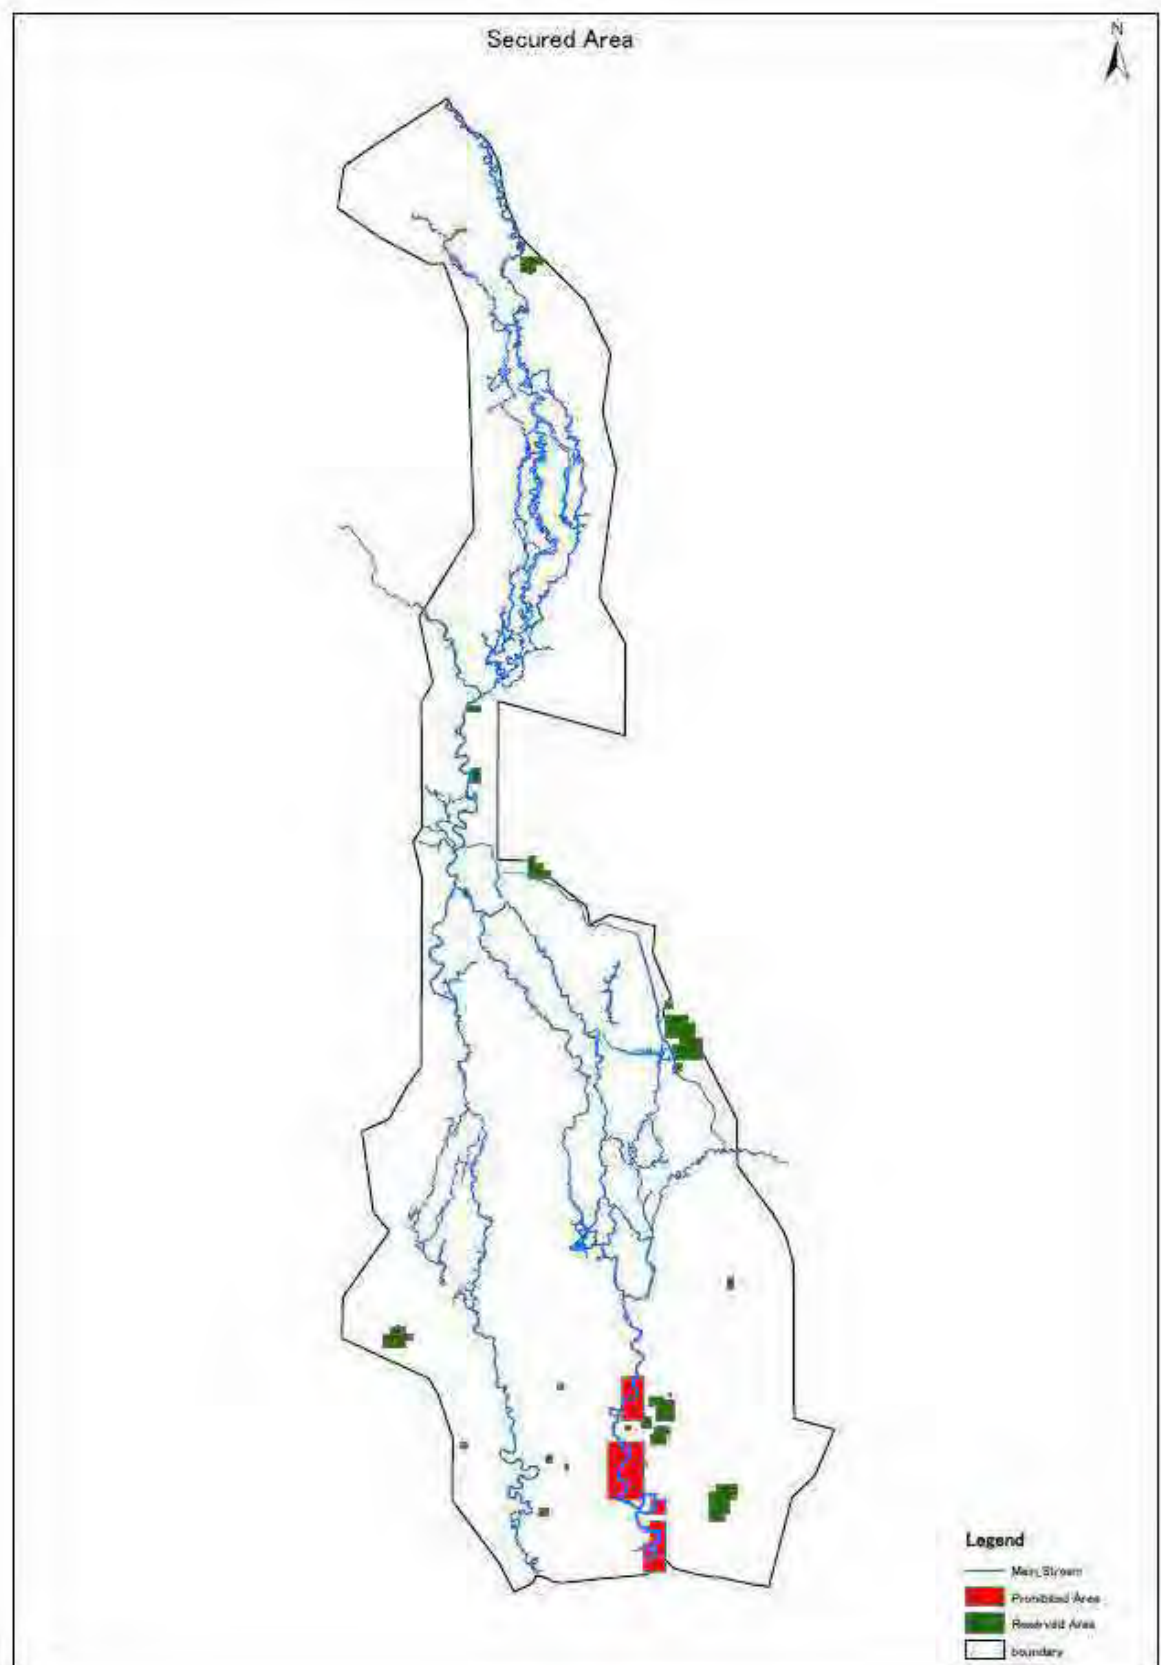 Secured Area
N
Legend
Main_Stream
Prohibited Area
Reserved Area
boundary